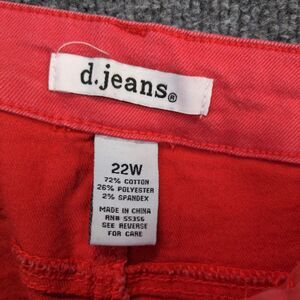 d.jeans®
22W
72% COTTON
26% POLYESTER
2% SPANDEX
MADE IN CHINA
RN# 55356
SEE REVERSE
FOR CARE